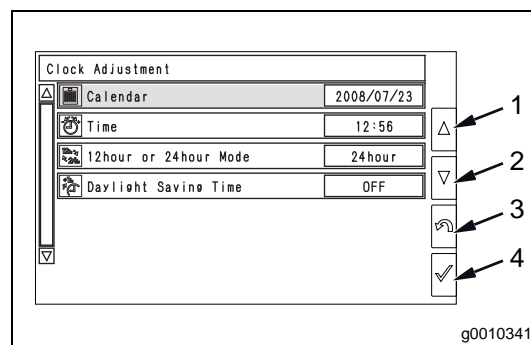 Clock Adjustment
Calendar 2008/07/23
Time 12:56
12hour or 24hour Mode 24hour
Daylight Saving Time OFF
1
2
3
4
g0010341